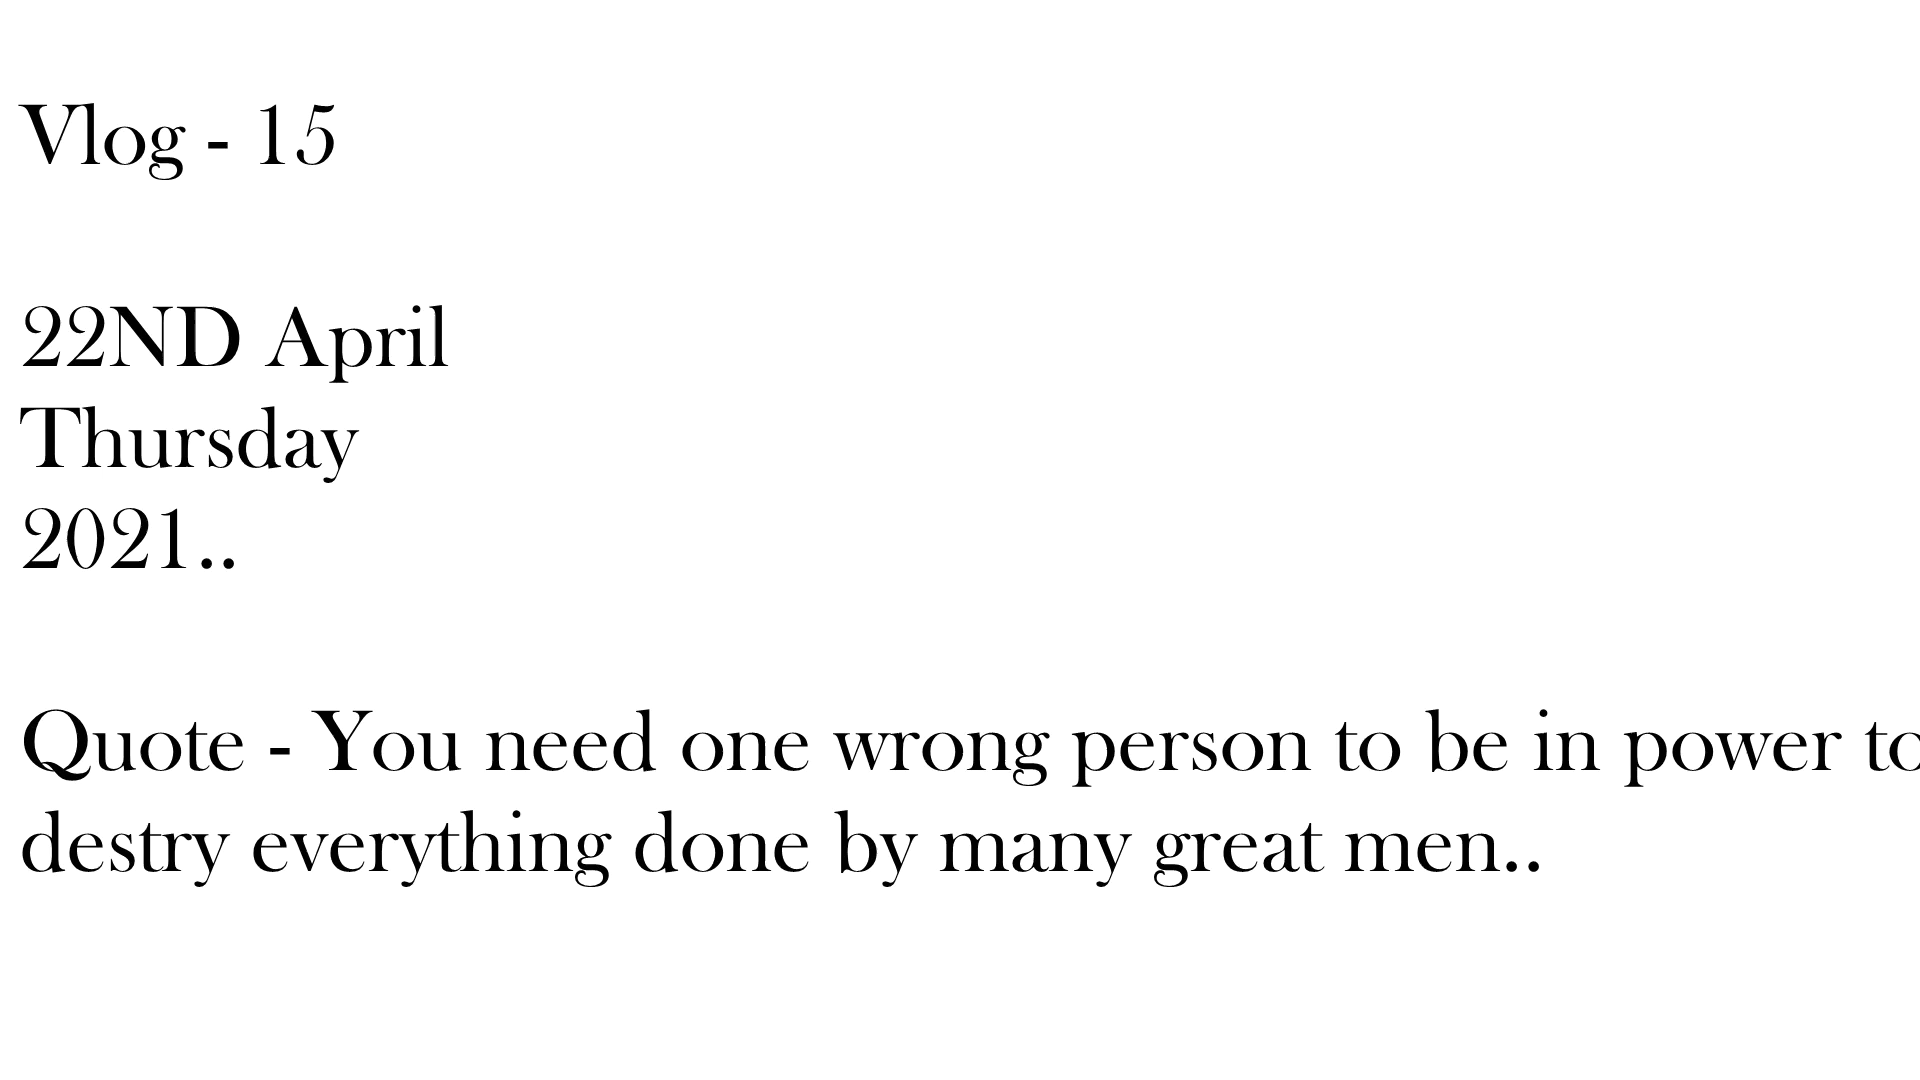 Vlog - 15
22ND April
Thursday
2021..
Quote - You need one wrong person to be in power to
destry everything done by many great men..